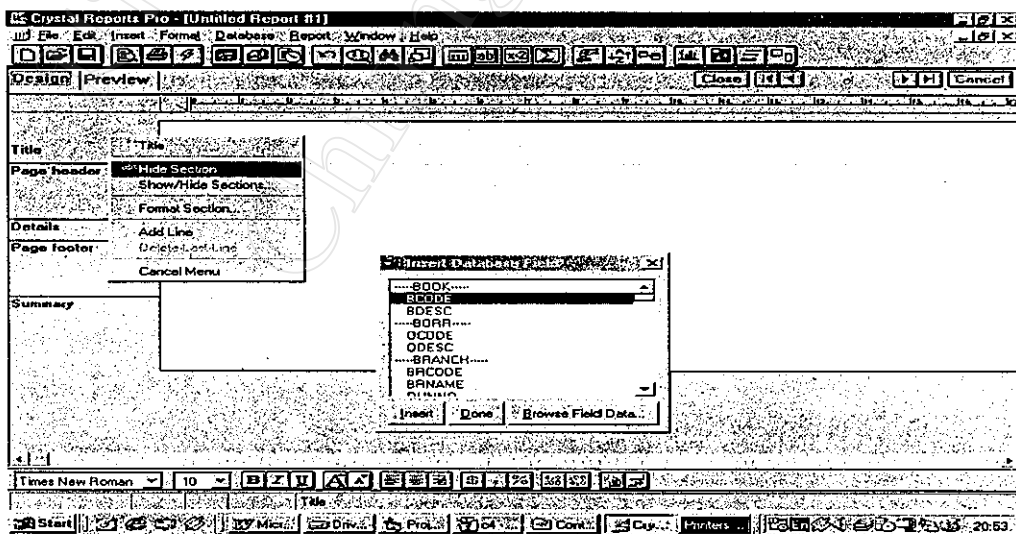 Crystal Reports Pro - [Untitled Report #1]
File Edit Insert Format Database Report Window Help
Design Preview Close Cancel
Title
Page header
Details
Page footer
Summary
Title
Hide Section
Show/Hide Sections...
Format Section...
Add Line
Delete Last Line
Cancel Menu
Insert Database Field
----BOOK----
BCODE
BDESC
----BORR----
OCODE
ODESC
----BRANCH----
BRCODE
BRNAME
Insert Done Browse Field Data...
Times New Roman 10 B I U
Title
Start Printers 20:53